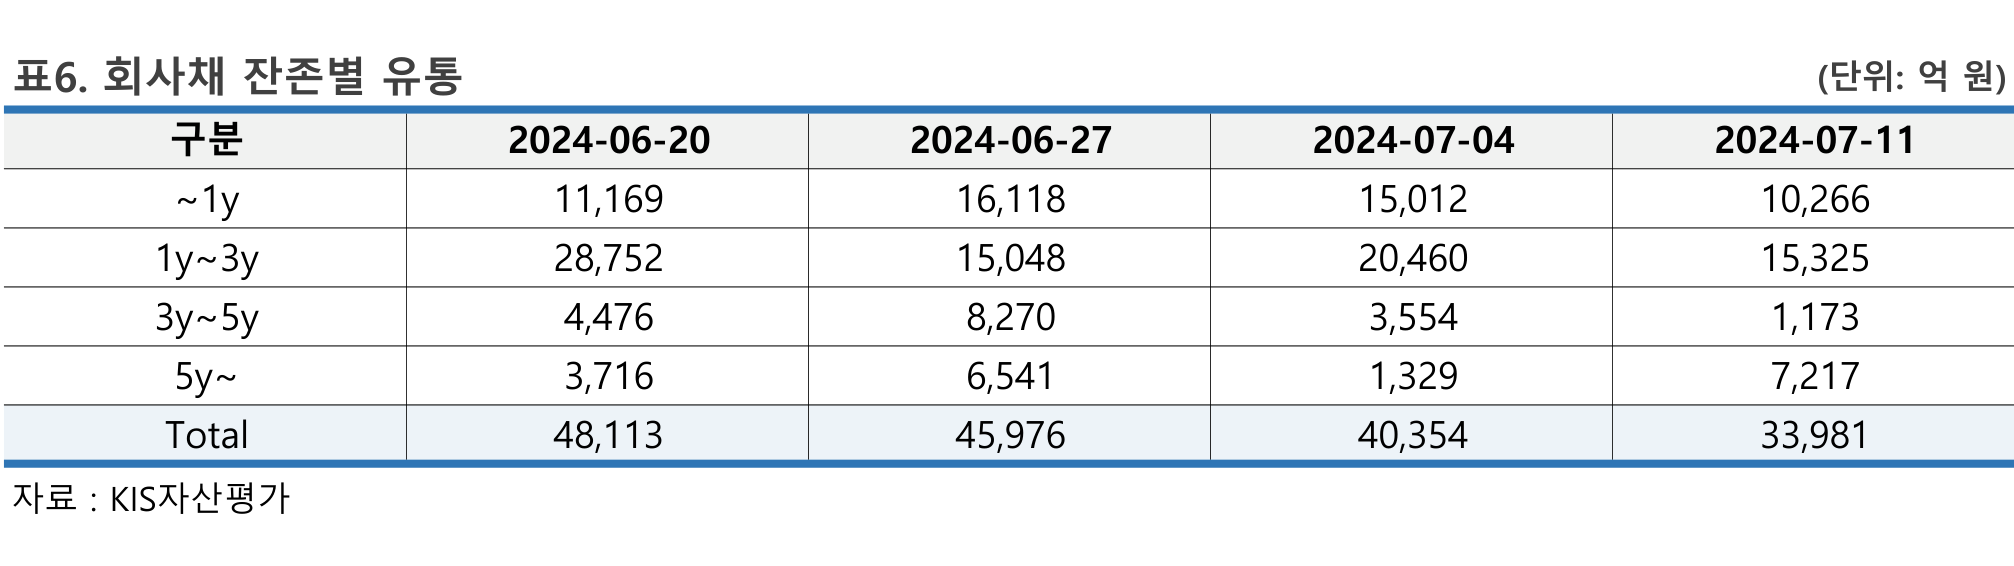 표6. 회사채 잔존별 유통 (단위: 억 원)
구분 2024-06-20 2024-06-27 2024-07-04 2024-07-11
~1y 11,169 16,118 15,012 10,266
1y~3y 28,752 15,048 20,460 15,325
3y~5y 4,476 8,270 3,554 1,173
5y~ 3,716 6,541 1,329 7,217
Total 48,113 45,976 40,354 33,981
자료 : KIS자산평가